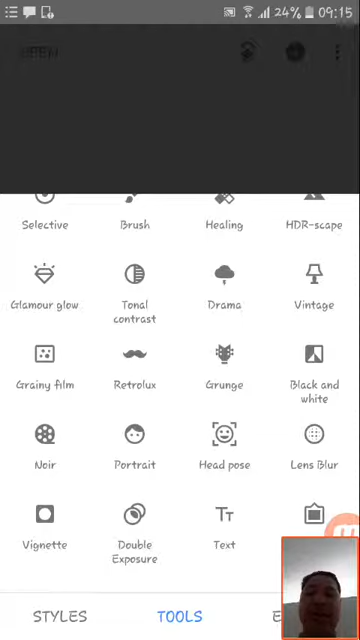 24% 09:15
OPEN
Selective Brush Healing HDR-scape
Glamour glow Tonal contrast Drama Vintage
Grainy film Retrolux Grunge Black and white
Noir Portrait Head pose Lens Blur
Vignette Double Exposure Text
STYLES TOOLS E